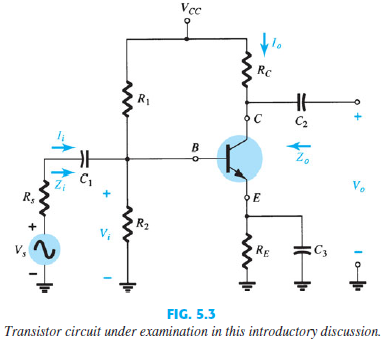 VCC
Io
RC
R1
C
C2
+
Ii
B
Zo
Zi
C1
Rs
+
E
Vo
+
Vi
R2
Vs
RE
C3
−
−
−
FIG. 5.3
Transistor circuit under examination in this introductory discussion.